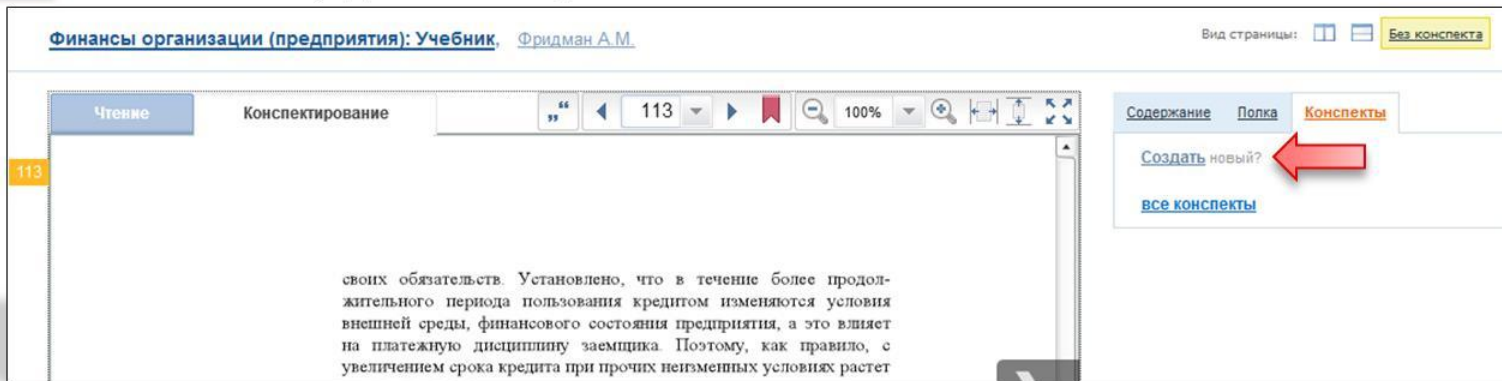 Финансы организации (предприятия): Учебник, Фридман А.М.
Вид страницы: Без конспекта
Чтение Конспектирование 113 100%
Содержание Полка Конспекты
Создать новый?
все конспекты
113
своих обязательств. Установлено, что в течение более продол-
жительного периода пользования кредитом изменяются условия
внешней среды, финансового состояния предприятия, а это влияет
на платежную дисциплину заемщика. Поэтому, как правило, с
увеличением срока кредита при прочих неизменных условиях растет